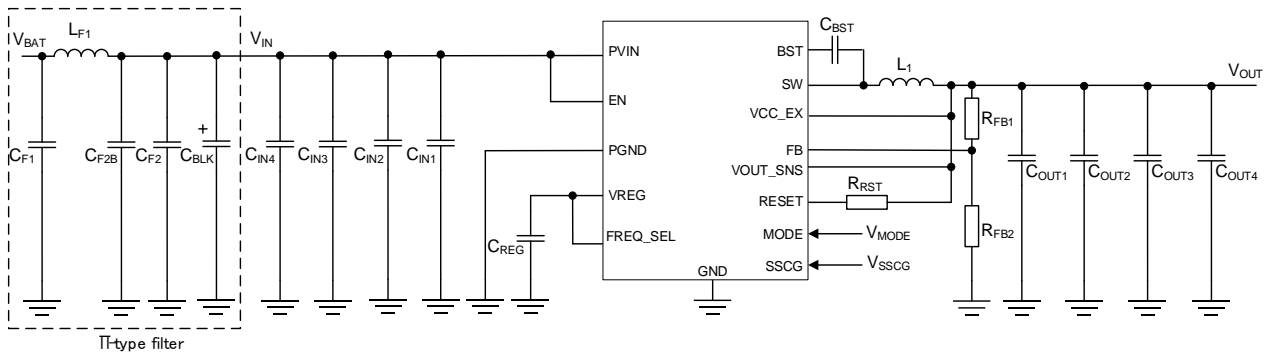 VBAT
LF1
VIN
CF1
CF2B
CF2
+
CBLK
CIN4
CIN3
CIN2
CIN1
CREG
PVIN
EN
PGND
VREG
FREQ_SEL
GND
BST
SW
VCC_EX
FB
VOUT_SNS
RESET
MODE
SSCG
CBST
L1
RRST
VMODE
VSSCG
RFB1
RFB2
VOUT
COUT1
COUT2
COUT3
COUT4
Π-type filter